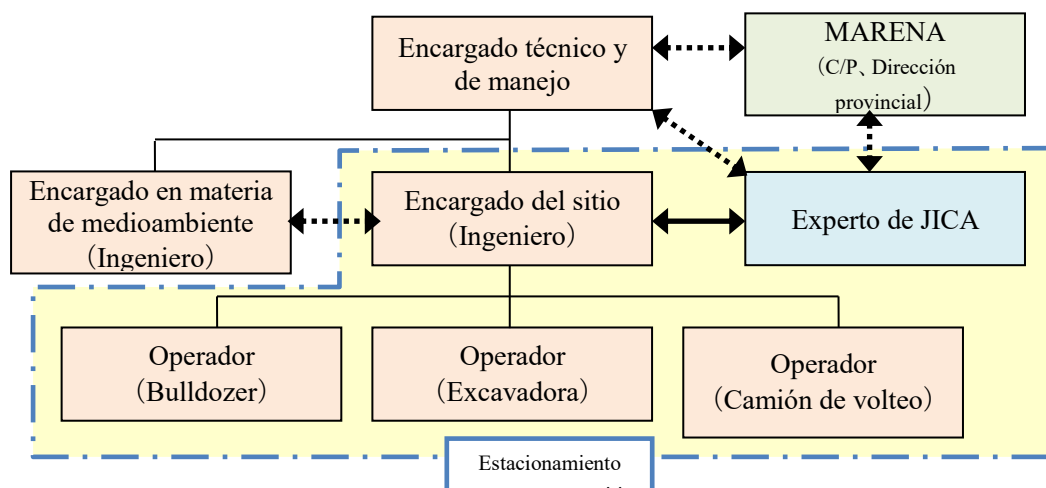 Encargado técnico y
de manejo
MARENA
（C/P、Dirección
provincial）
Encargado en materia
de medioambiente
（Ingeniero）
Encargado del sitio
（Ingeniero）
Experto de JICA
Operador
（Bulldozer）
Operador
（Excavadora）
Operador
（Camión de volteo）
Estacionamiento